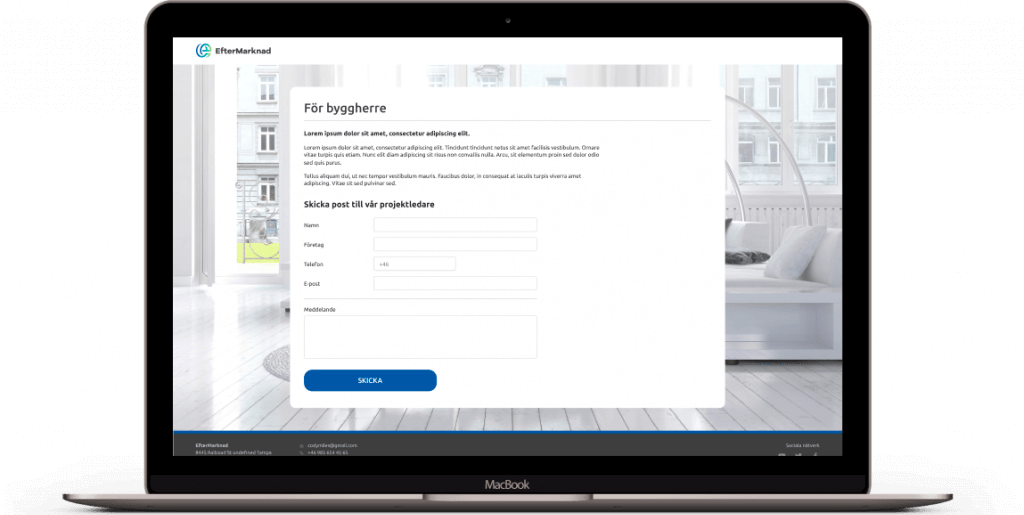 EfterMarknad
För byggherre
Lorem ipsum dolor sit amet, consectetur adipiscing elit.
Lorem ipsum dolor sit amet, consectetur adipiscing elit. Tincidunt tincidunt netus sit amet facilisis vestibulum. Ornare
vitae turpis quis etiam. Nunc elit diam adipiscing sit risus non convallis nulla. Arcu, sit elementum proin sed dolor odio
sed quis purus.
Tellus aliquam dui, ut nec tempor vestibulum mauris. Faucibus dolor, in consequat at iaculis turpis viverra amet
adipiscing. Vitae sit sed pulvinar sed.
Skicka post till vår projektledare
Namn
Företag
Telefon +46
E-post
Meddelande
SKICKA
EfterMarknad codymiles@gmail.com Sociala nätverk
8445 Railroad St undefined Tampa +46 985 654 45 65
MacBook